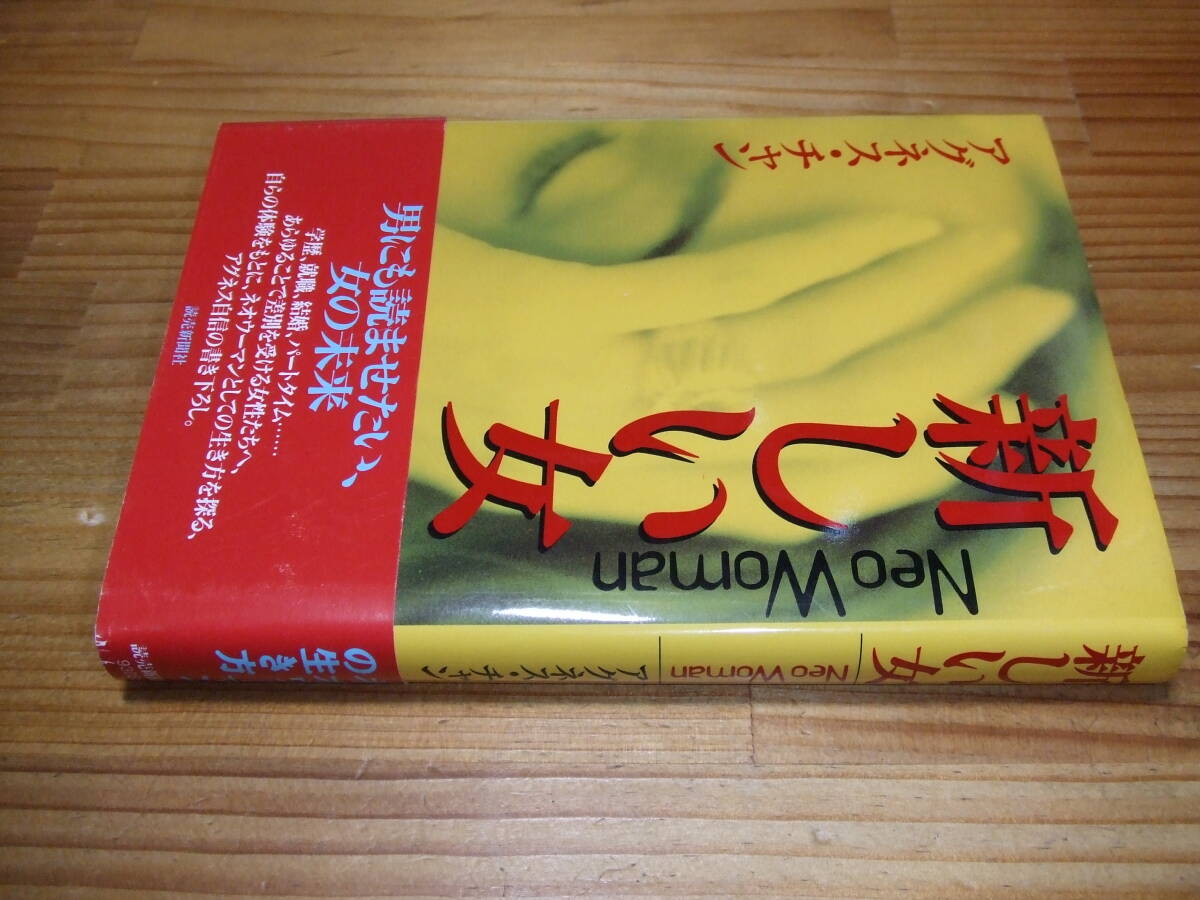 アグネス・チャン
新しい女
Neo Woman
男にも読ませたい、
女の未来
学歴、就職、結婚、パートタイム……
あらゆることで差別を受ける女性たちへ、
自らの体験をもとに、ネオウーマンとしての生き方を探る、
アグネス自信の書き下ろし。
読売新聞社
新しい女
Neo Woman
アグネス・チャン
の生き方